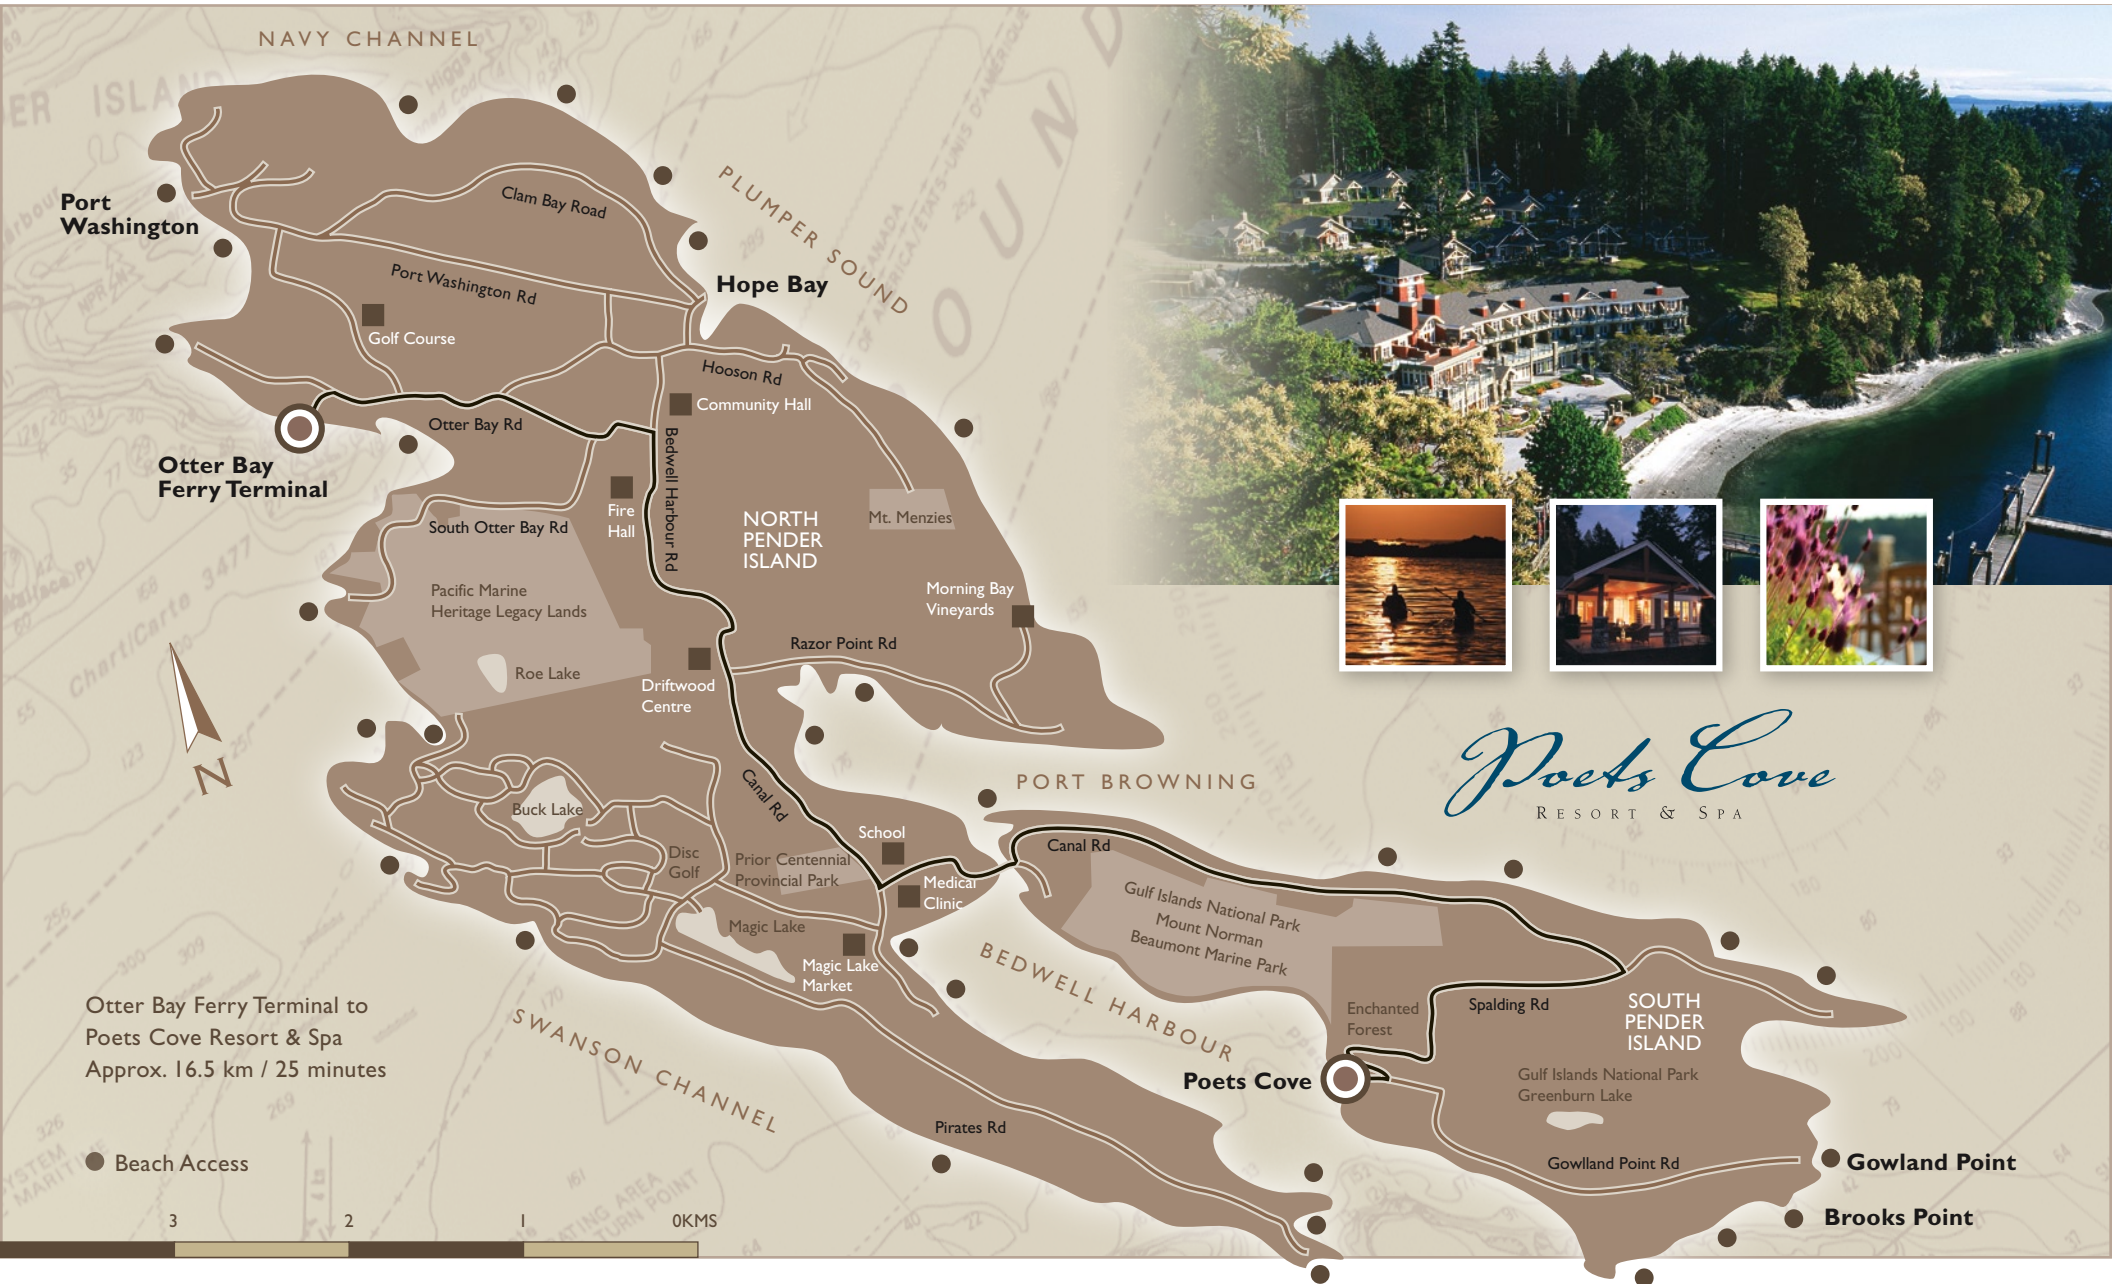 NAVY CHANNEL
PLUMPER SOUND
Port
Washington
Clam Bay Road
Port Washington Rd
Hope Bay
Golf Course
Hooson Rd
Community Hall
Otter Bay Rd
Otter Bay
Ferry Terminal
Bedwell Harbour Rd
Fire
Hall
South Otter Bay Rd
NORTH
PENDER
ISLAND
Mt. Menzies
Pacific Marine
Heritage Legacy Lands
Morning Bay
Vineyards
Roe Lake
Razor Point Rd
Driftwood
Centre
N
PORT BROWNING
Poets Cove
RESORT & SPA
Buck Lake
Canal Rd
School
Disc
Golf
Prior Centennial
Provincial Park
Medical
Clinic
Canal Rd
Magic Lake
Magic Lake
Market
Gulf Islands National Park
Mount Norman
Beaumont Marine Park
BEDWELL HARBOUR
SWANSON CHANNEL
Enchanted
Forest
Spalding Rd
SOUTH
PENDER
ISLAND
Otter Bay Ferry Terminal to
Poets Cove Resort & Spa
Approx. 16.5 km / 25 minutes
Poets Cove
Gulf Islands National Park
Greenburn Lake
Pirates Rd
Gowlland Point Rd
Gowland Point
Brooks Point
Beach Access
3 2 1 0KMS
Chart/Carte 3477